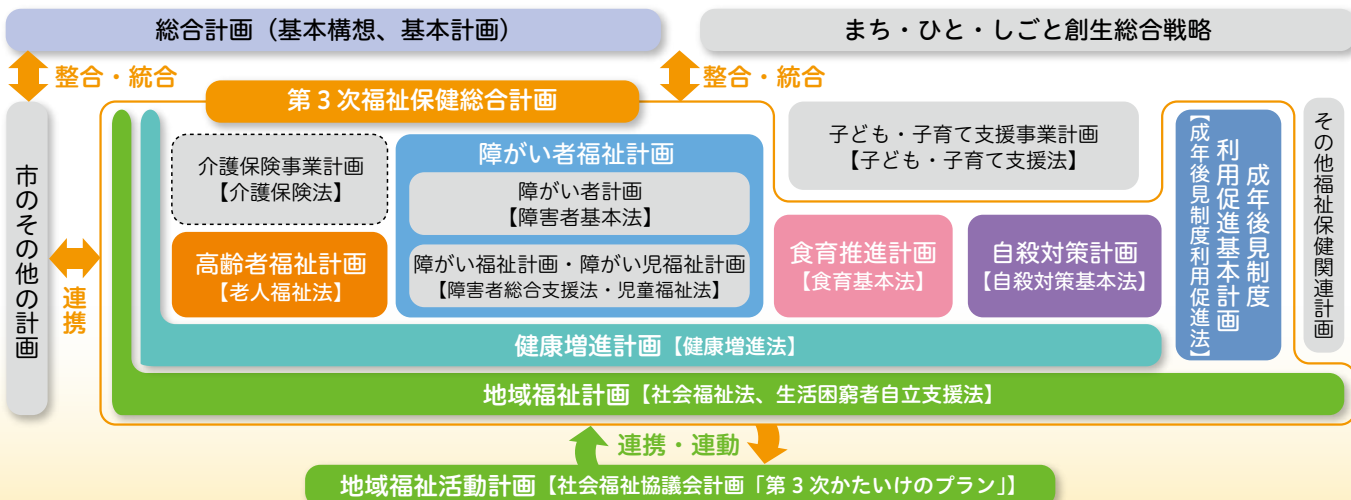 総合計画（基本構想、基本計画）
まち・ひと・しごと創生総合戦略
整合・統合
整合・統合
第３次福祉保健総合計画
市のその他の計画
連携
介護保険事業計画
【介護保険法】
高齢者福祉計画
【老人福祉法】
障がい者福祉計画
障がい者計画
【障害者基本法】
障がい福祉計画・障がい児福祉計画
【障害者総合支援法・児童福祉法】
子ども・子育て支援事業計画
【子ども・子育て支援法】
食育推進計画
【食育基本法】
自殺対策計画
【自殺対策基本法】
成年後見制度
利用促進基本計画
【成年後見制度利用促進法】
その他福祉保健関連計画
健康増進計画【健康増進法】
地域福祉計画【社会福祉法、生活困窮者自立支援法】
連携・連動
地域福祉活動計画【社会福祉協議会計画「第３次かたいけのプラン」】